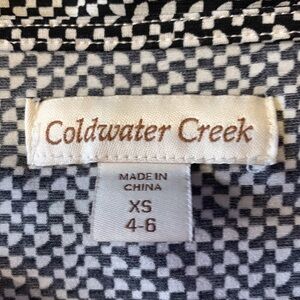 Coldwater Creek
MADE IN
CHINA
XS
4-6